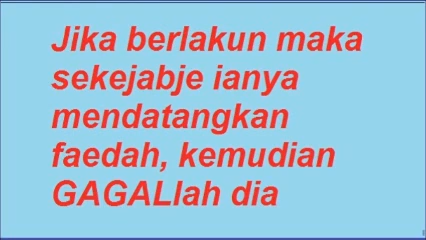 Jika berlakun maka
sekejabje ianya
mendatangkan
faedah, kemudian
GAGALlah dia